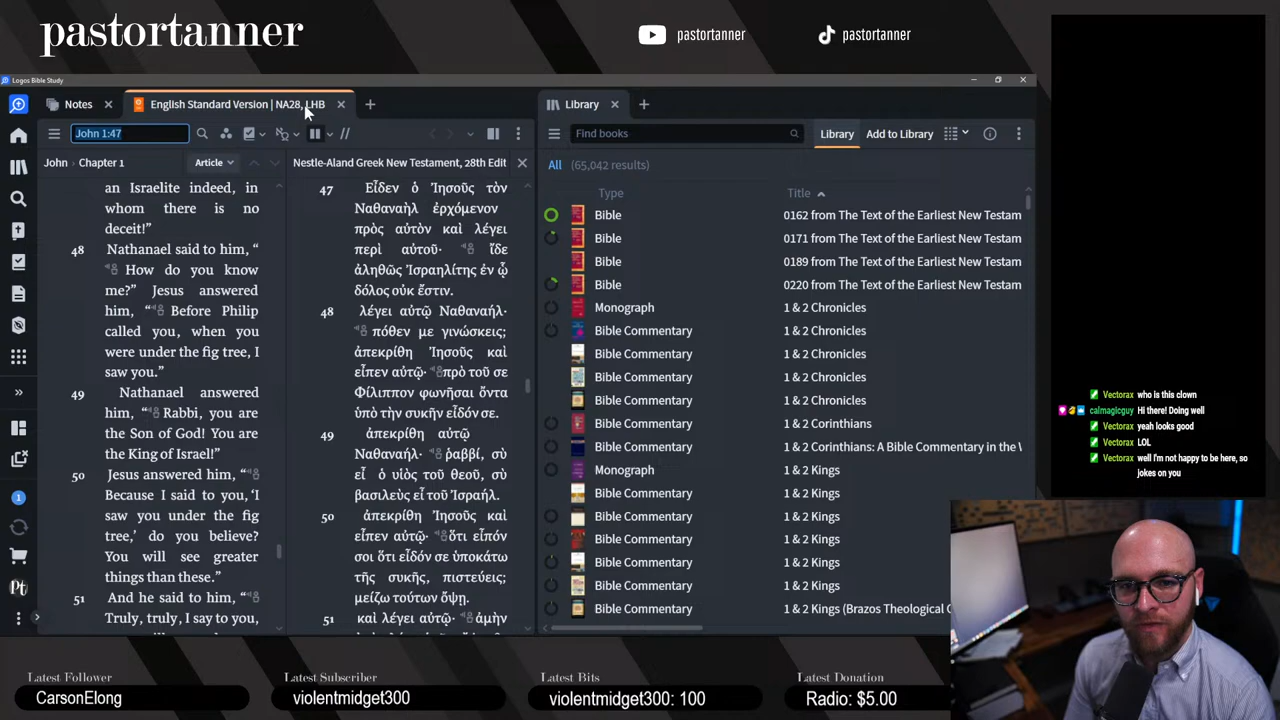 pastortanner
pastortanner
pastortanner
Logos Bible Study
Notes
English Standard Version | NA28, LHB
Library
John 1:47
Find books
Library
Add to Library
John › Chapter 1
Article
Nestle-Aland Greek New Testament, 28th Edit
All (65,042 results)
Type
Title
an Israelite indeed, in
whom there is no
deceit!”
48 Nathanael said to him, “
How do you know
me?” Jesus answered
him, “Before Philip
called you, when you
were under the fig tree, I
saw you.”
49 Nathanael answered
him, “Rabbi, you are
the Son of God! You are
the King of Israel!”
50 Jesus answered him, “
Because I said to you, ‘I
saw you under the fig
tree,’ do you believe?
You will see greater
things than these.”
51 And he said to him, “
Truly, truly, I say to you,
47 Εἶδεν ὁ Ἰησοῦς τὸν
Ναθαναὴλ ἐρχόμενον
πρὸς αὐτὸν καὶ λέγει
περὶ αὐτοῦ· ἴδε
ἀληθῶς Ἰσραηλίτης ἐν ᾧ
δόλος οὐκ ἔστιν.
48 λέγει αὐτῷ Ναθαναήλ·
πόθεν με γινώσκεις;
ἀπεκρίθη Ἰησοῦς καὶ
εἶπεν αὐτῷ· πρὸ τοῦ σε
Φίλιππον φωνῆσαι ὄντα
ὑπὸ τὴν συκῆν εἶδόν σε.
49 ἀπεκρίθη αὐτῷ
Ναθαναήλ· ῥαββί, σὺ
εἶ ὁ υἱὸς τοῦ θεοῦ, σὺ
βασιλεὺς εἶ τοῦ Ἰσραήλ.
50 ἀπεκρίθη Ἰησοῦς καὶ
εἶπεν αὐτῷ· ὅτι εἶπόν
σοι ὅτι εἶδόν σε ὑποκάτω
τῆς συκῆς, πιστεύεις;
μείζω τούτων ὄψῃ.
51 καὶ λέγει αὐτῷ· ἀμὴν
Bible 0162 from The Text of the Earliest New Testam
Bible 0171 from The Text of the Earliest New Testam
Bible 0189 from The Text of the Earliest New Testam
Bible 0220 from The Text of the Earliest New Testam
Monograph 1 & 2 Chronicles
Bible Commentary 1 & 2 Chronicles
Bible Commentary 1 & 2 Chronicles
Bible Commentary 1 & 2 Chronicles
Bible Commentary 1 & 2 Chronicles
Bible Commentary 1 & 2 Corinthians
Bible Commentary 1 & 2 Corinthians: A Bible Commentary in the W
Monograph 1 & 2 Kings
Bible Commentary 1 & 2 Kings
Bible Commentary 1 & 2 Kings
Bible Commentary 1 & 2 Kings
Bible Commentary 1 & 2 Kings
Bible Commentary 1 & 2 Kings
Bible Commentary 1 & 2 Kings (Brazos Theological C
1
Pt
Vectorax who is this clown
calmagicguy Hi there! Doing well
Vectorax yeah looks good
Vectorax LOL
Vectorax well I'm not happy to be here, so
jokes on you
Latest Follower
CarsonElong
Latest Subscriber
violentmidget300
Latest Bits
violentmidget300: 100
Latest Donation
Radio: $5.00